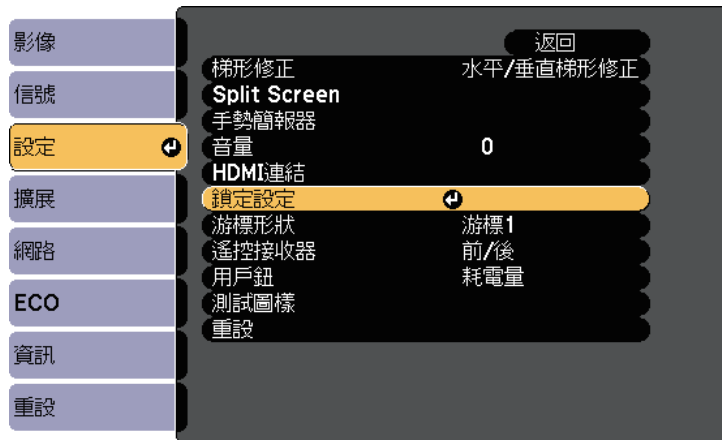 影像
信號
設定
擴展
網路
ECO
資訊
重設
返回
梯形修正 水平/垂直梯形修正
Split Screen
手勢簡報器
音量 0
HDMI連結
鎖定設定
游標形狀 游標1
遙控接收器 前/後
用戶鈕 耗電量
測試圖樣
重設